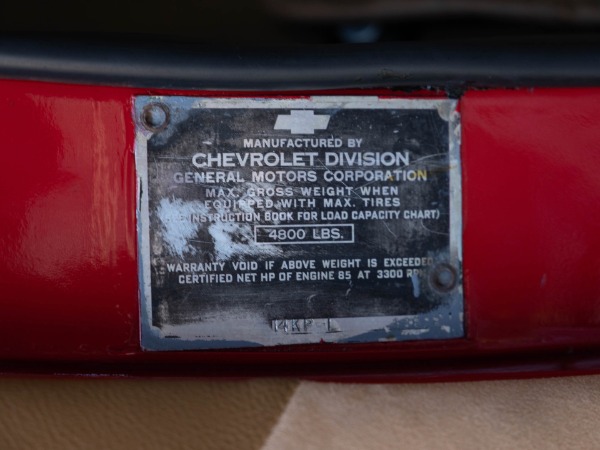 MANUFACTURED BY
CHEVROLET DIVISION
GENERAL MOTORS CORPORATION
MAX. GROSS WEIGHT WHEN
EQUIPPED WITH MAX. TIRES
INSTRUCTION BOOK FOR LOAD CAPACITY CHART)
4800 LBS.
WARRANTY VOID IF ABOVE WEIGHT IS EXCEEDED
CERTIFIED NET HP OF ENGINE 85 AT 3300 RPM